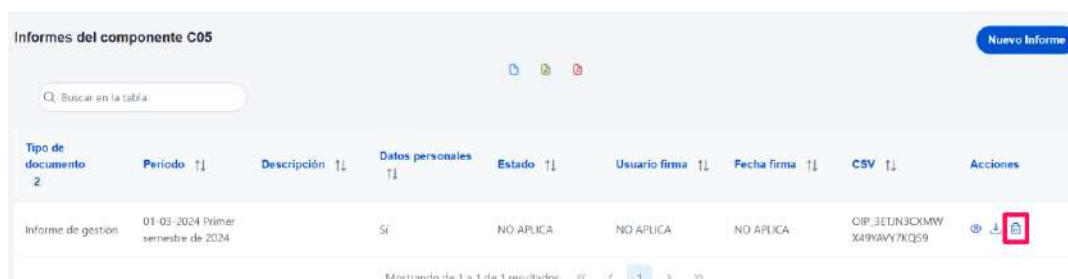 Informes del componente C05
Nuevo Informe
Buscar en la tabla
Tipo de documento 2 Periodo Descripción Datos personales Estado Usuario firma Fecha firma CSV Acciones
Informe de gestión 01-03-2024 Primer semestre de 2024 Sí NO APLICA NO APLICA NO APLICA
Mostrando de 1 a 1 de 1 resultados 1